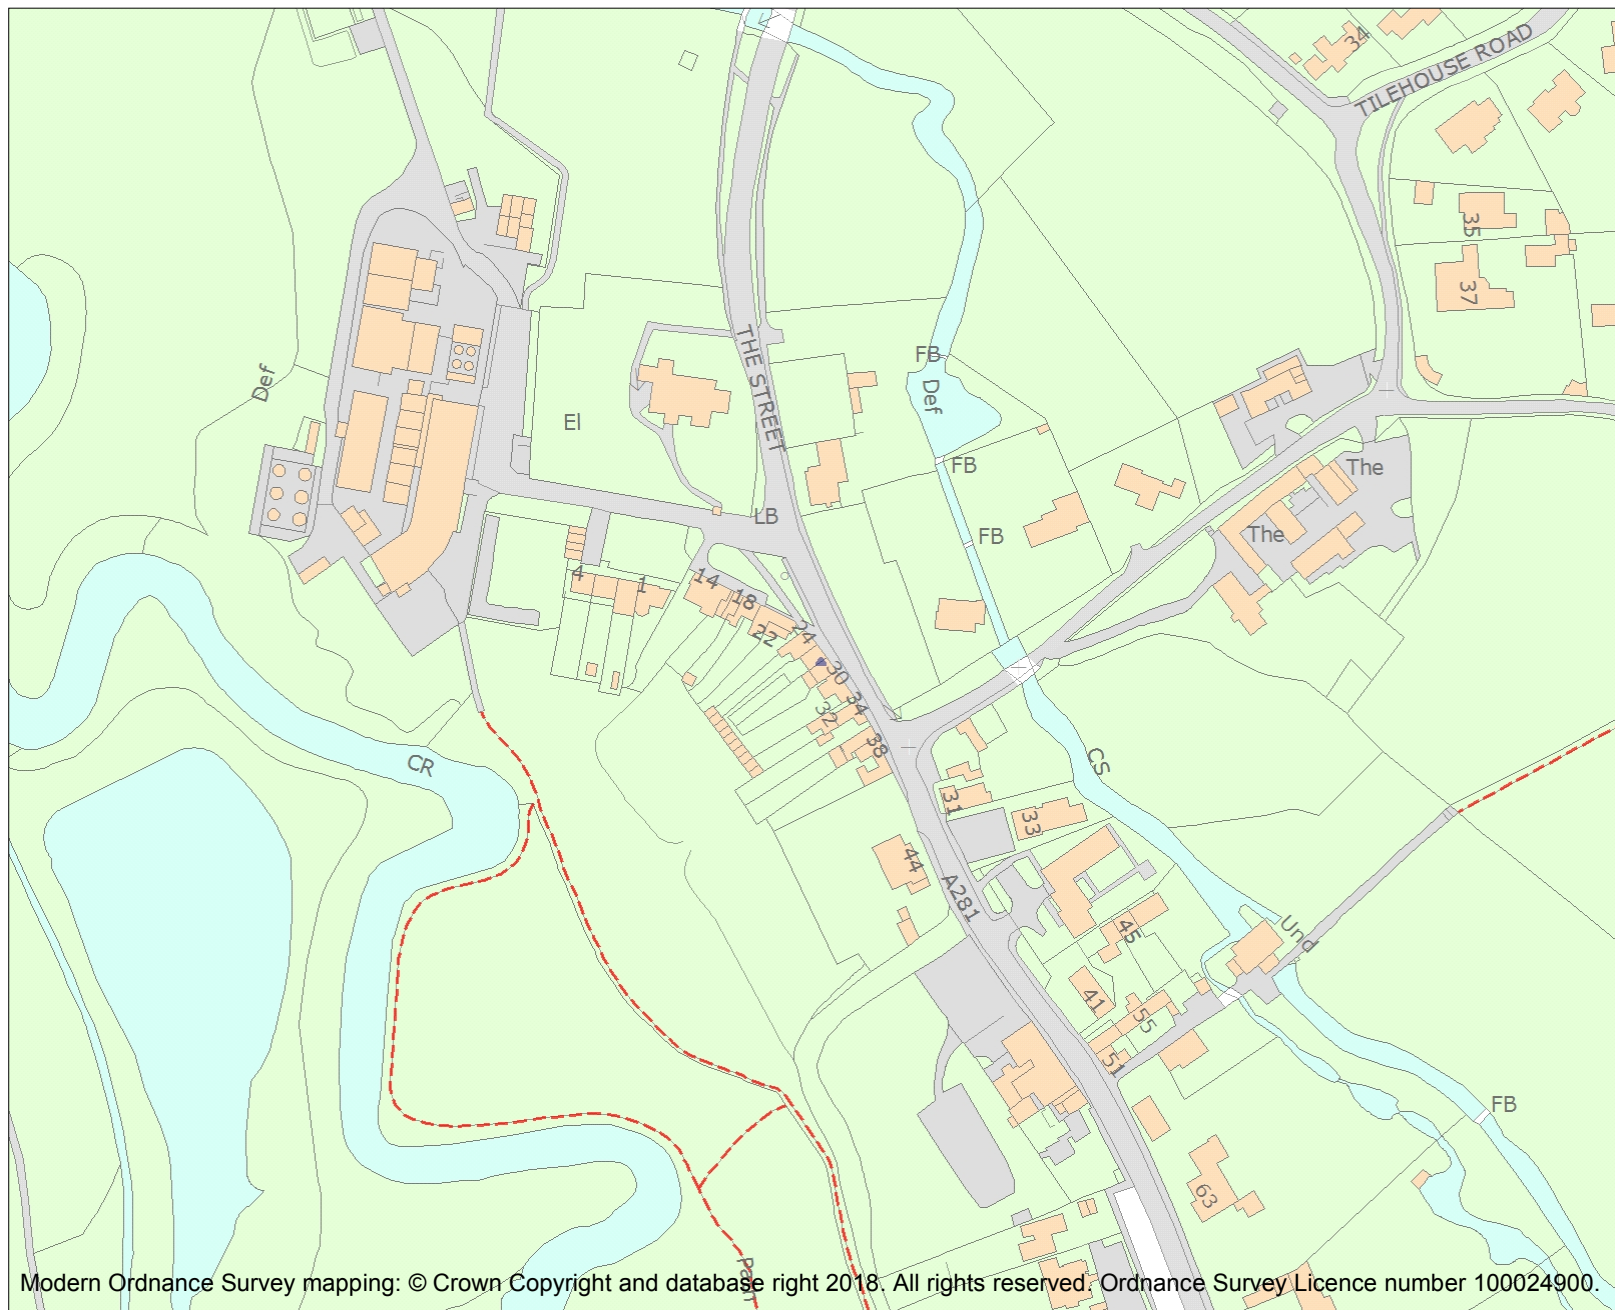 34
TILEHOUSE ROAD
35
37
THE STREET
FB
Def
Def
El
FB
The
LB
FB
The
4
1
14
18
22
24
30
34
32
38
CR
CS
31
33
44
A281
45
Und
41
55
51
FB
63
Path
Modern Ordnance Survey mapping: © Crown Copyright and database right 2018. All rights reserved. Ordnance Survey Licence number 100024900.